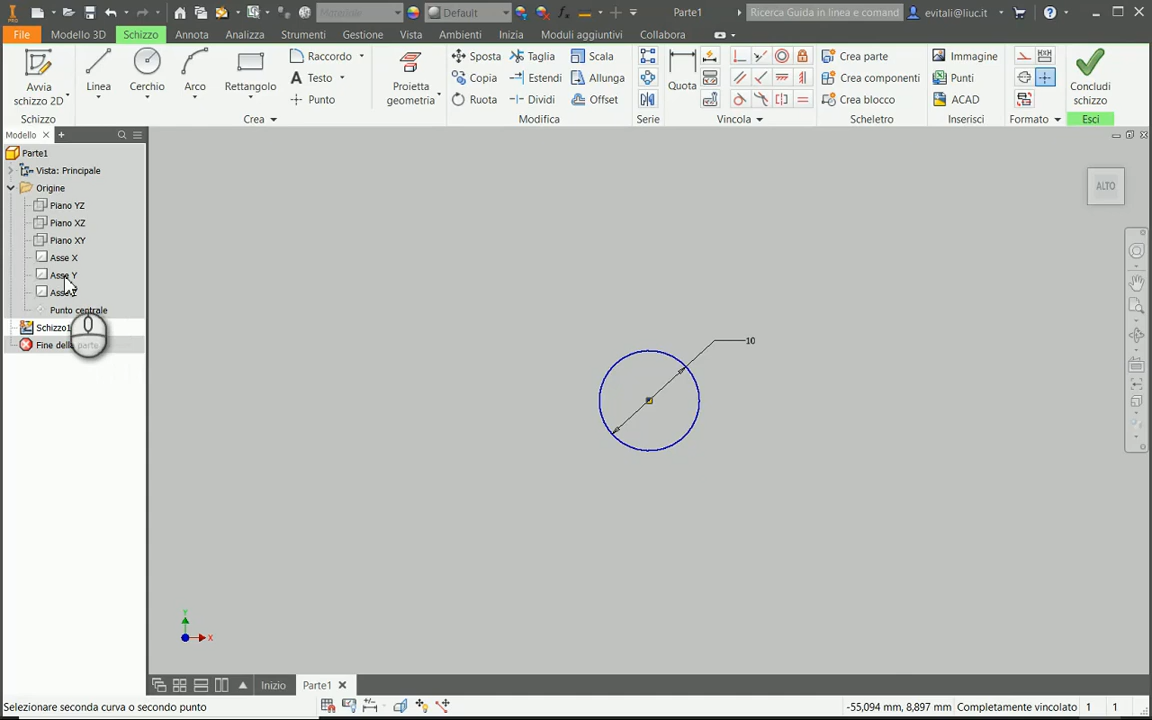 Materiale
Default
Parte1
Ricerca Guida in linea e comand
evitali@liuc.it
File
Modello 3D
Schizzo
Annota
Analizza
Strumenti
Gestione
Vista
Ambienti
Inizia
Moduli aggiuntivi
Collabora
Avvia
schizzo 2D
Linea
Cerchio
Arco
Rettangolo
Raccordo
Testo
Punto
Proietta
geometria
Sposta
Copia
Ruota
Taglia
Estendi
Dividi
Scala
Allunga
Offset
Quota
Crea parte
Crea componenti
Crea blocco
Immagine
Punti
ACAD
Concludi
schizzo
Schizzo
Crea
Modifica
Serie
Vincola
Scheletro
Inserisci
Formato
Esci
Modello
Parte1
Vista: Principale
Origine
Piano YZ
Piano XZ
Piano XY
Asse X
Asse Y
Asse Z
Punto centrale
Schizzo1
Fine della parte
ALTO
10
Y
X
Inizio
Parte1
Selezionare seconda curva o secondo punto
-55,094 mm, 8,897 mm
Completamente vincolato
1
1